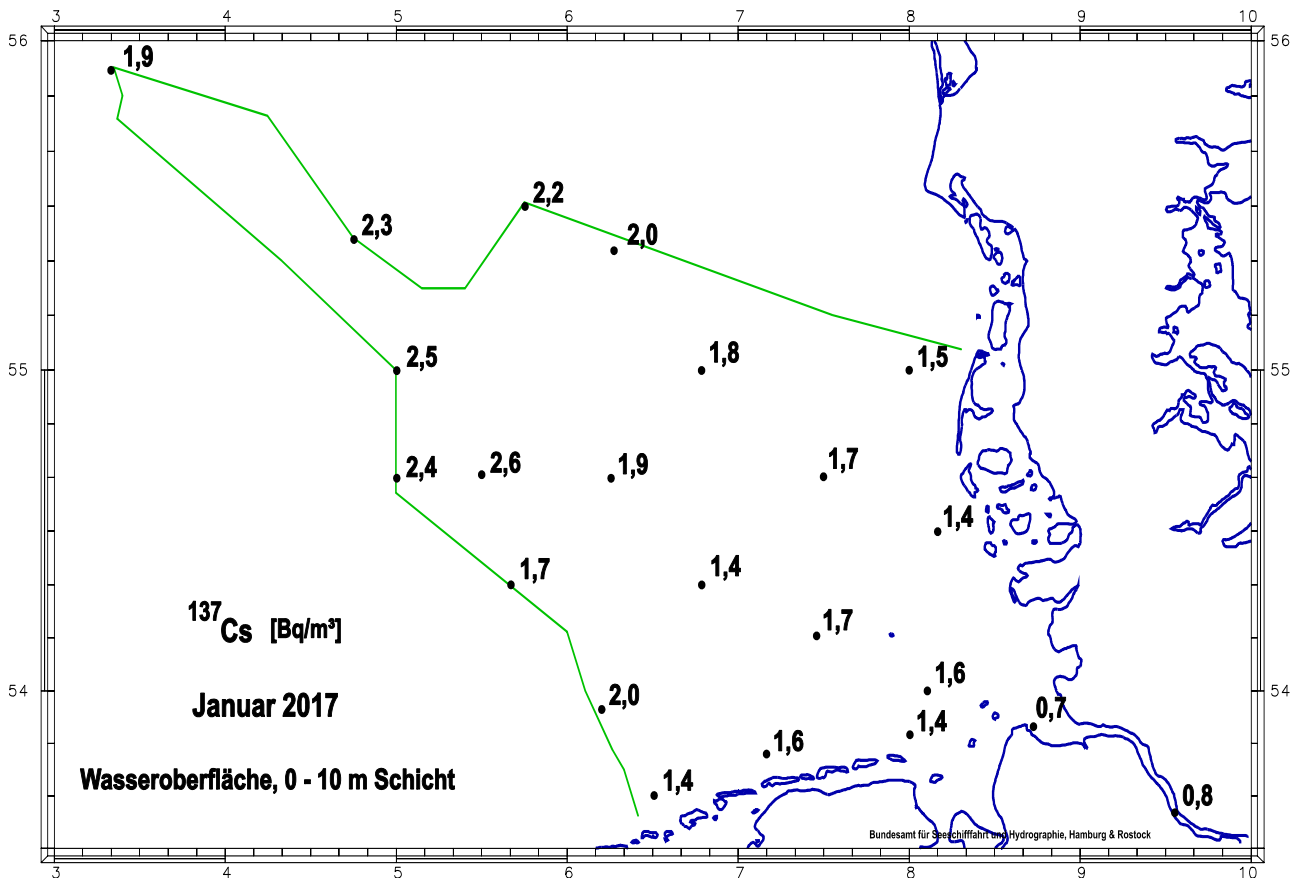 3 4 5 6 7 8 9 10
56 56
1,9
2,2
2,3
2,0
2,5 1,8 1,5
2,4 2,6 1,9 1,7
55 55
1,4
1,7 1,4
137Cs [Bq/m³]
1,7
1,6
54 54
Januar 2017
2,0
1,4
0,7
1,6
Wasseroberfläche, 0 - 10 m Schicht
1,4
0,8
Bundesamt für Seeschifffahrt und Hydrographie, Hamburg & Rostock
3 4 5 6 7 8 9 10